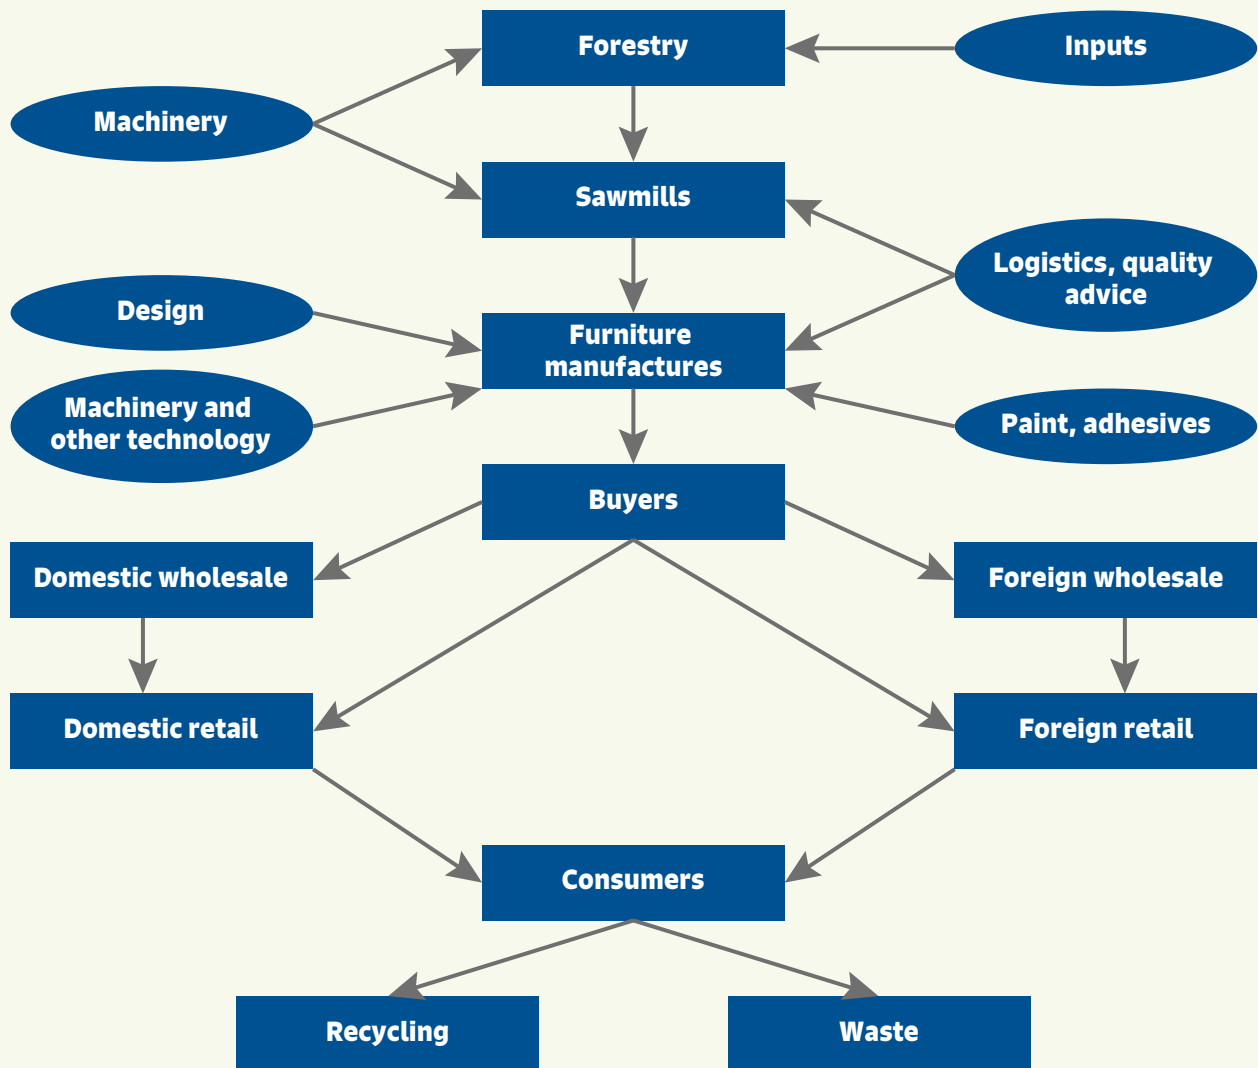 Forestry
Inputs
Machinery
Sawmills
Logistics, quality
advice
Design
Furniture
manufactures
Machinery and
other technology
Paint, adhesives
Buyers
Domestic wholesale
Foreign wholesale
Domestic retail
Foreign retail
Consumers
Recycling
Waste